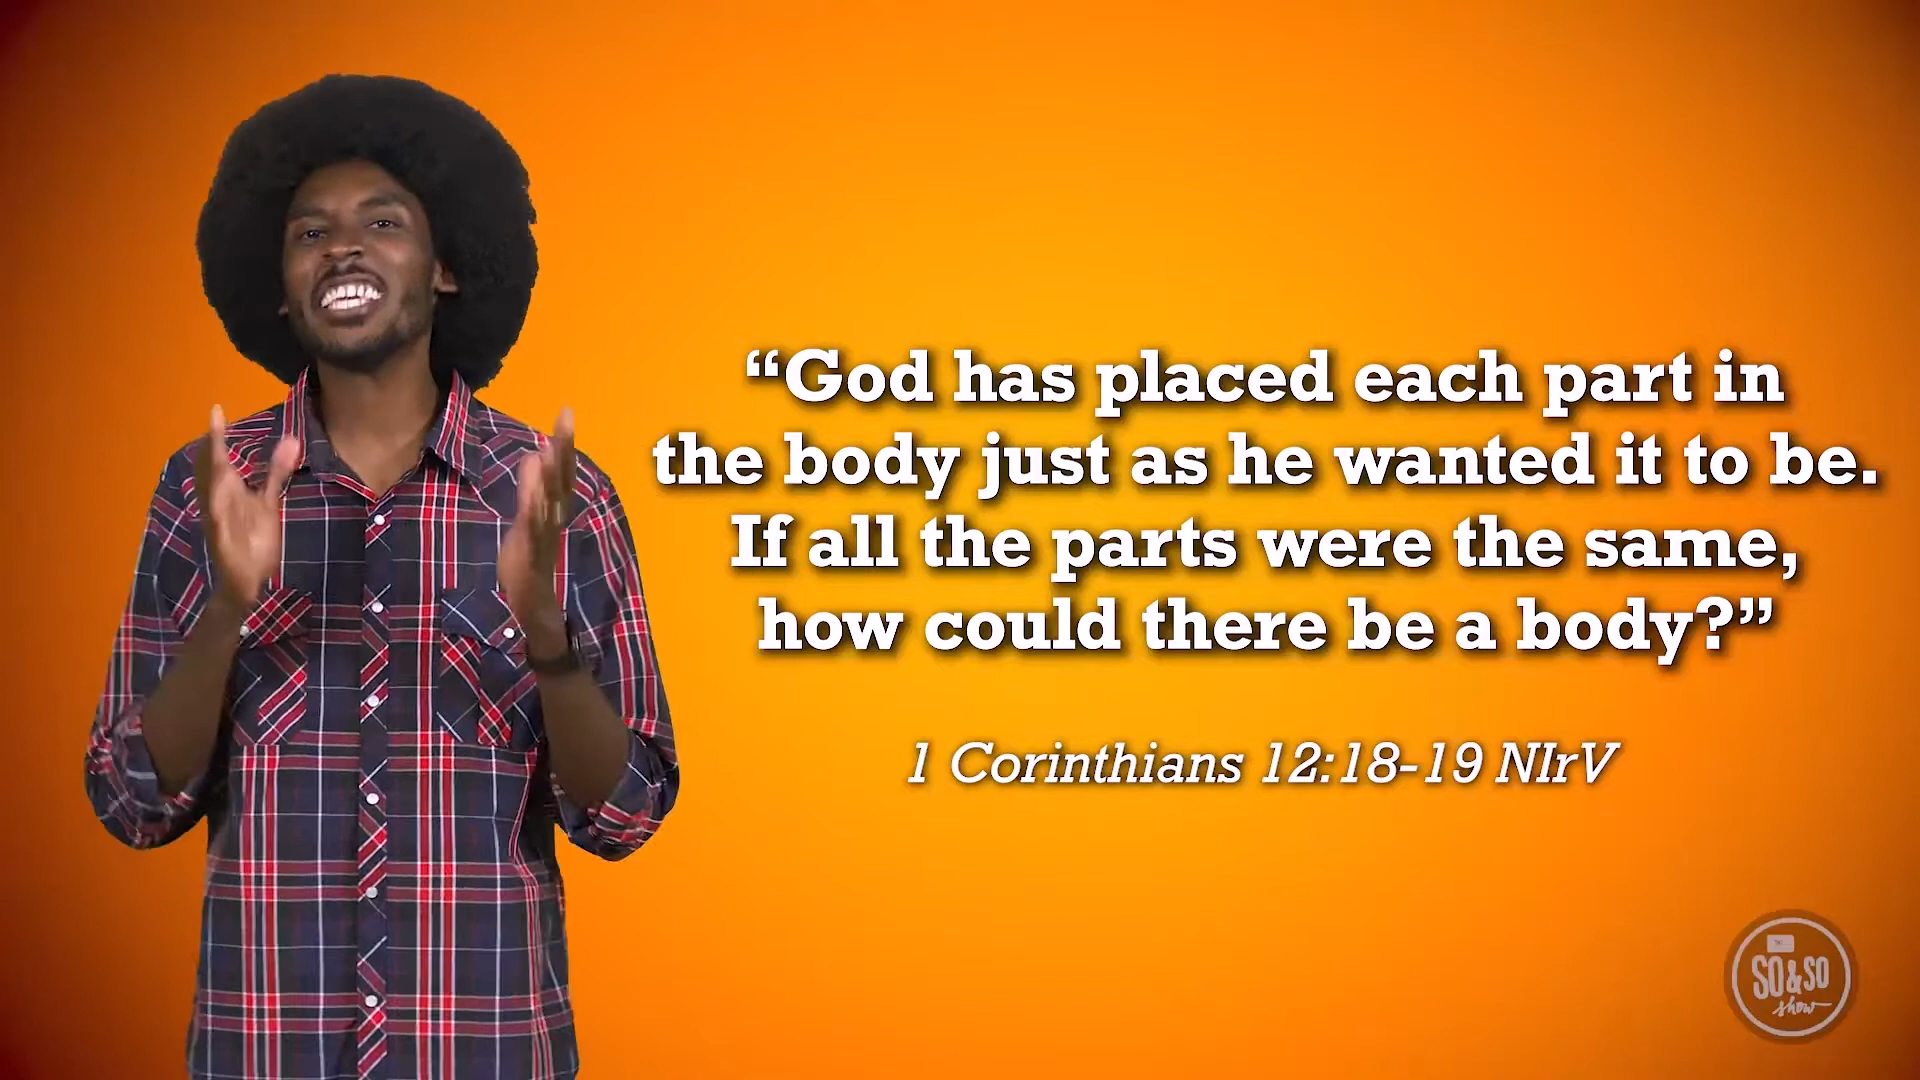 “God has placed each part in
the body just as he wanted it to be.
If all the parts were the same,
how could there be a body?”
1 Corinthians 12:18-19 NIrV
SO&SO
show